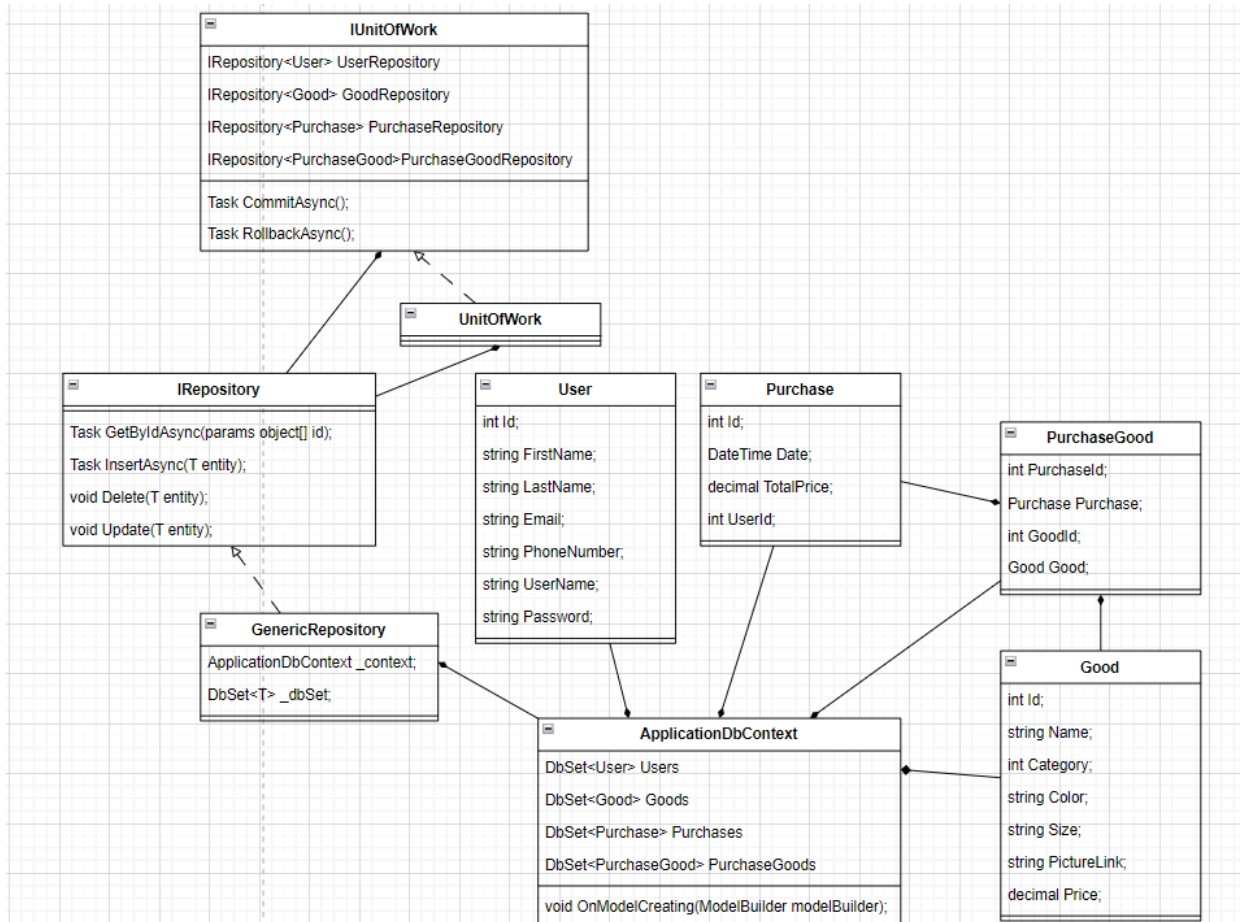 IUnitOfWork
IRepository<User> UserRepository
IRepository<Good> GoodRepository
IRepository<Purchase> PurchaseRepository
IRepository<PurchaseGood>PurchaseGoodRepository
Task CommitAsync();
Task RollbackAsync();
UnitOfWork
IRepository
Task GetByIdAsync(params object[] id);
Task InsertAsync(T entity);
void Delete(T entity);
void Update(T entity);
User
int Id;
string FirstName;
string LastName;
string Email;
string PhoneNumber;
string UserName;
string Password;
Purchase
int Id;
DateTime Date;
decimal TotalPrice;
int UserId;
PurchaseGood
int PurchaseId;
Purchase Purchase;
int GoodId;
Good Good;
GenericRepository
ApplicationDbContext _context;
DbSet<T> _dbSet;
ApplicationDbContext
DbSet<User> Users
DbSet<Good> Goods
DbSet<Purchase> Purchases
DbSet<PurchaseGood> PurchaseGoods
void OnModelCreating(ModelBuilder modelBuilder);
Good
int Id;
string Name;
int Category;
string Color;
string Size;
string PictureLink;
decimal Price;